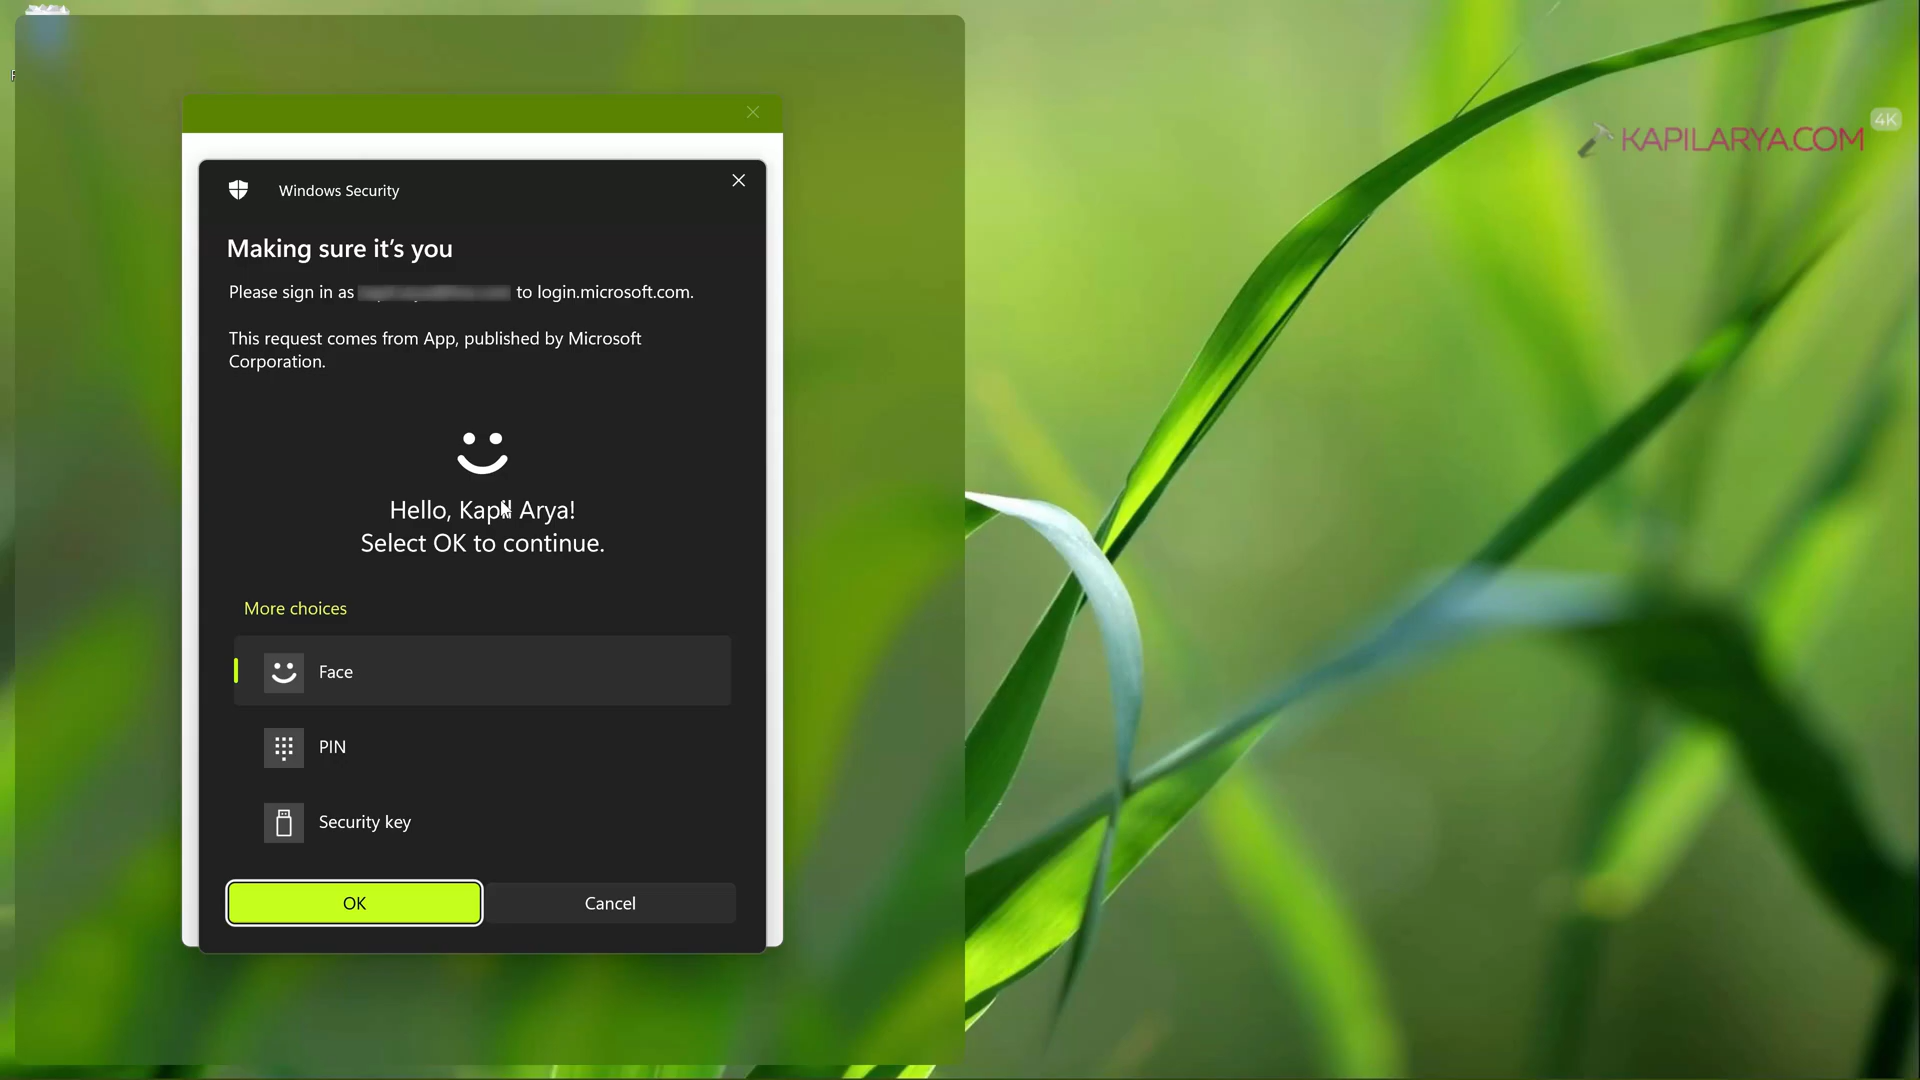 4K
KAPILARYA.COM
Windows Security
Making sure it's you
Please sign in as to login.microsoft.com.
This request comes from App, published by Microsoft
Corporation.
Hello, Kapil Arya!
Select OK to continue.
More choices
Face
PIN
Security key
OK
Cancel